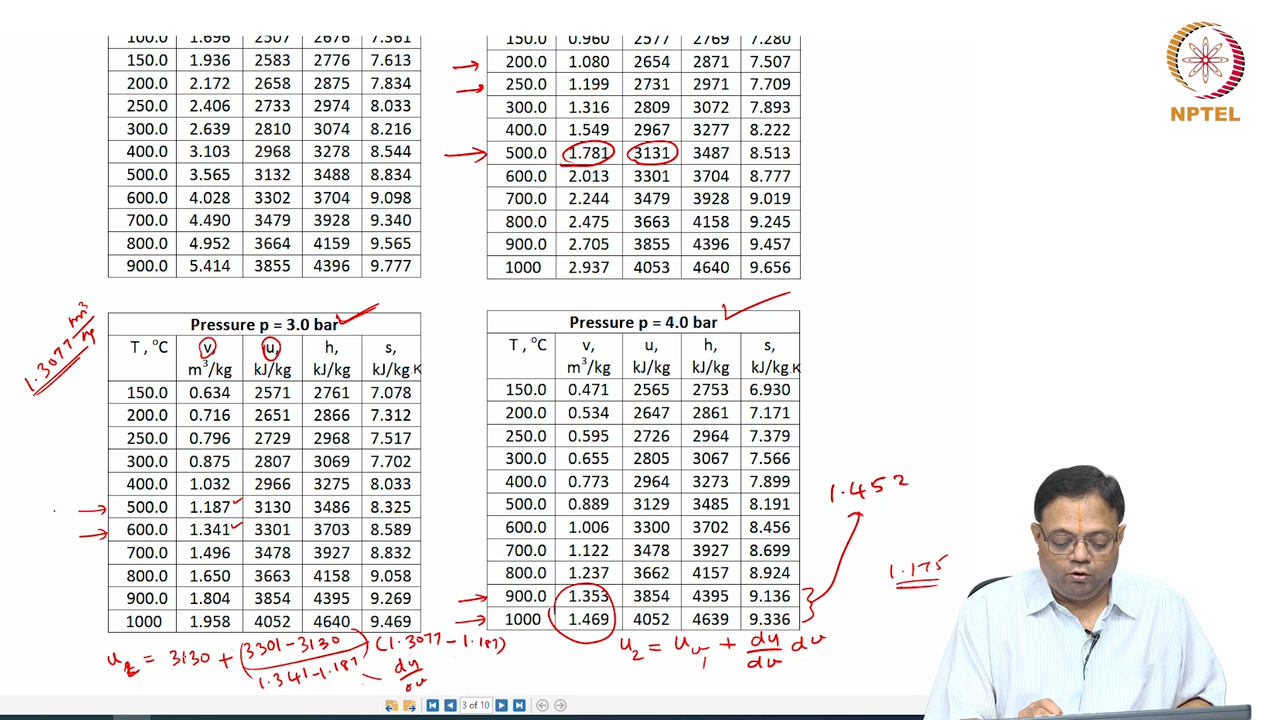 100.0 1.696 2507 2676 7.361
150.0 1.936 2583 2776 7.613
200.0 2.172 2658 2875 7.834
250.0 2.406 2733 2974 8.033
300.0 2.639 2810 3074 8.216
400.0 3.103 2968 3278 8.544
500.0 3.565 3132 3488 8.834
600.0 4.028 3302 3704 9.098
700.0 4.490 3479 3928 9.340
800.0 4.952 3664 4159 9.565
900.0 5.414 3855 4396 9.777
150.0 0.960 2577 2769 7.280
200.0 1.080 2654 2871 7.507
250.0 1.199 2731 2971 7.709
300.0 1.316 2809 3072 7.893
400.0 1.549 2967 3277 8.222
500.0 1.781 3131 3487 8.513
600.0 2.013 3301 3704 8.777
700.0 2.244 3479 3928 9.019
800.0 2.475 3663 4158 9.245
900.0 2.705 3855 4396 9.457
1000 2.937 4053 4640 9.656
NPTEL
1.3077 m³/kg
Pressure p = 3.0 bar
T , °C v, u, h, s,
m³/kg kJ/kg kJ/kg kJ/kg K
150.0 0.634 2571 2761 7.078
200.0 0.716 2651 2866 7.312
250.0 0.796 2729 2968 7.517
300.0 0.875 2807 3069 7.702
400.0 1.032 2966 3275 8.033
500.0 1.187 3130 3486 8.325
600.0 1.341 3301 3703 8.589
700.0 1.496 3478 3927 8.832
800.0 1.650 3663 4158 9.058
900.0 1.804 3854 4395 9.269
1000 1.958 4052 4640 9.469
Pressure p = 4.0 bar
T , °C v, u, h, s,
m³/kg kJ/kg kJ/kg kJ/kg K
150.0 0.471 2565 2753 6.930
200.0 0.534 2647 2861 7.171
250.0 0.595 2726 2964 7.379
300.0 0.655 2805 3067 7.566
400.0 0.773 2964 3273 7.899
500.0 0.889 3129 3485 8.191
600.0 1.006 3300 3702 8.456
700.0 1.122 3478 3927 8.699
800.0 1.237 3662 4157 8.924
900.0 1.353 3854 4395 9.136
1000 1.469 4052 4639 9.336
1.452
1.175
u₂ = 3130 + (3301-3130) (1.3077 - 1.187)
1.341-1.187
du
dv
u₂ = u₁ + du/dv dv
3 of 10